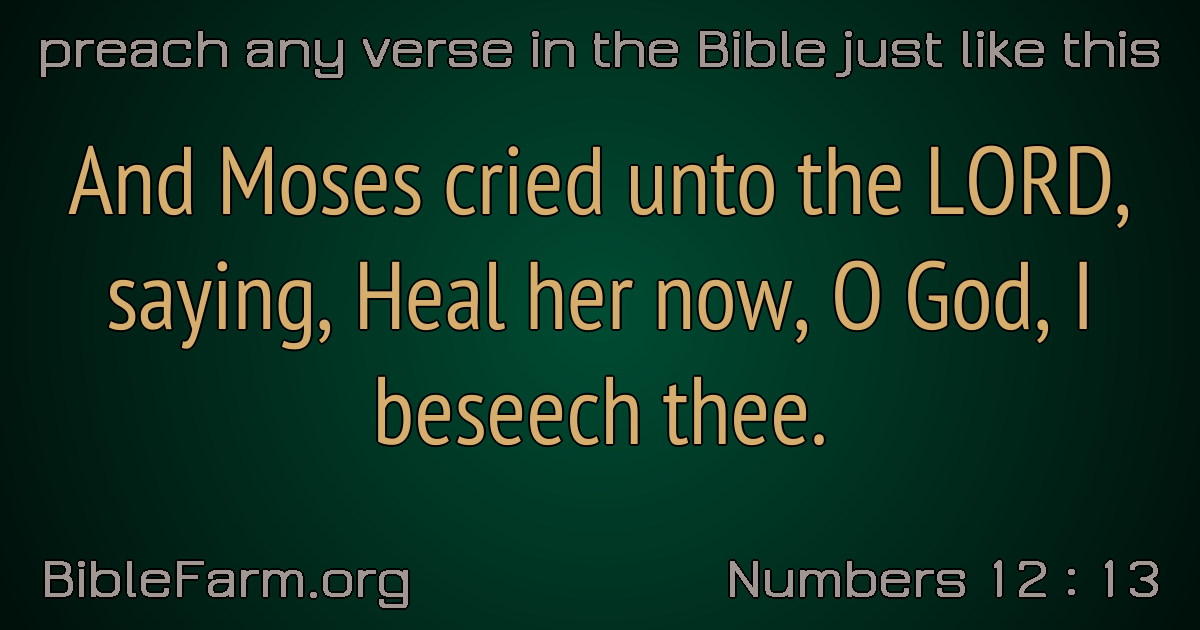 preach any verse in the Bible just like this
And Moses cried unto the LORD,
saying, Heal her now, O God, I
beseech thee.
BibleFarm.org
Numbers 12 : 13